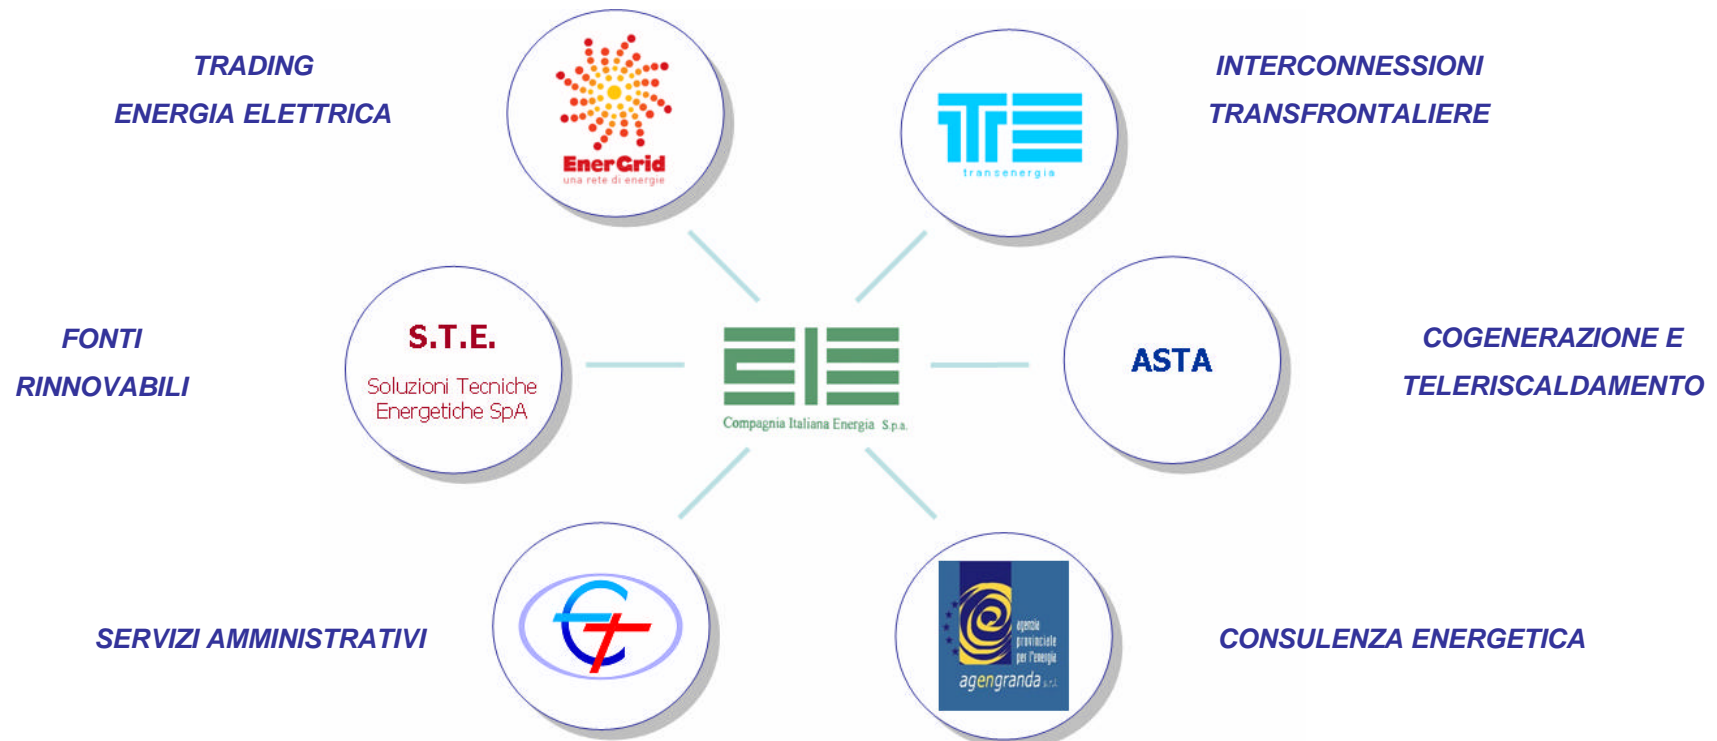 TRADING
ENERGIA ELETTRICA
EnerGrid
una rete di energie
transenergia
INTERCONNESSIONI
TRANSFRONTALIERE
FONTI
RINNOVABILI
S.T.E.
Soluzioni Tecniche
Energetiche SpA
Compagnia Italiana Energia S.p.a.
ASTA
COGENERAZIONE E
TELERISCALDAMENTO
SERVIZI AMMINISTRATIVI
agenzia
provinciale
per l'energia
agengranda s.r.l.
CONSULENZA ENERGETICA